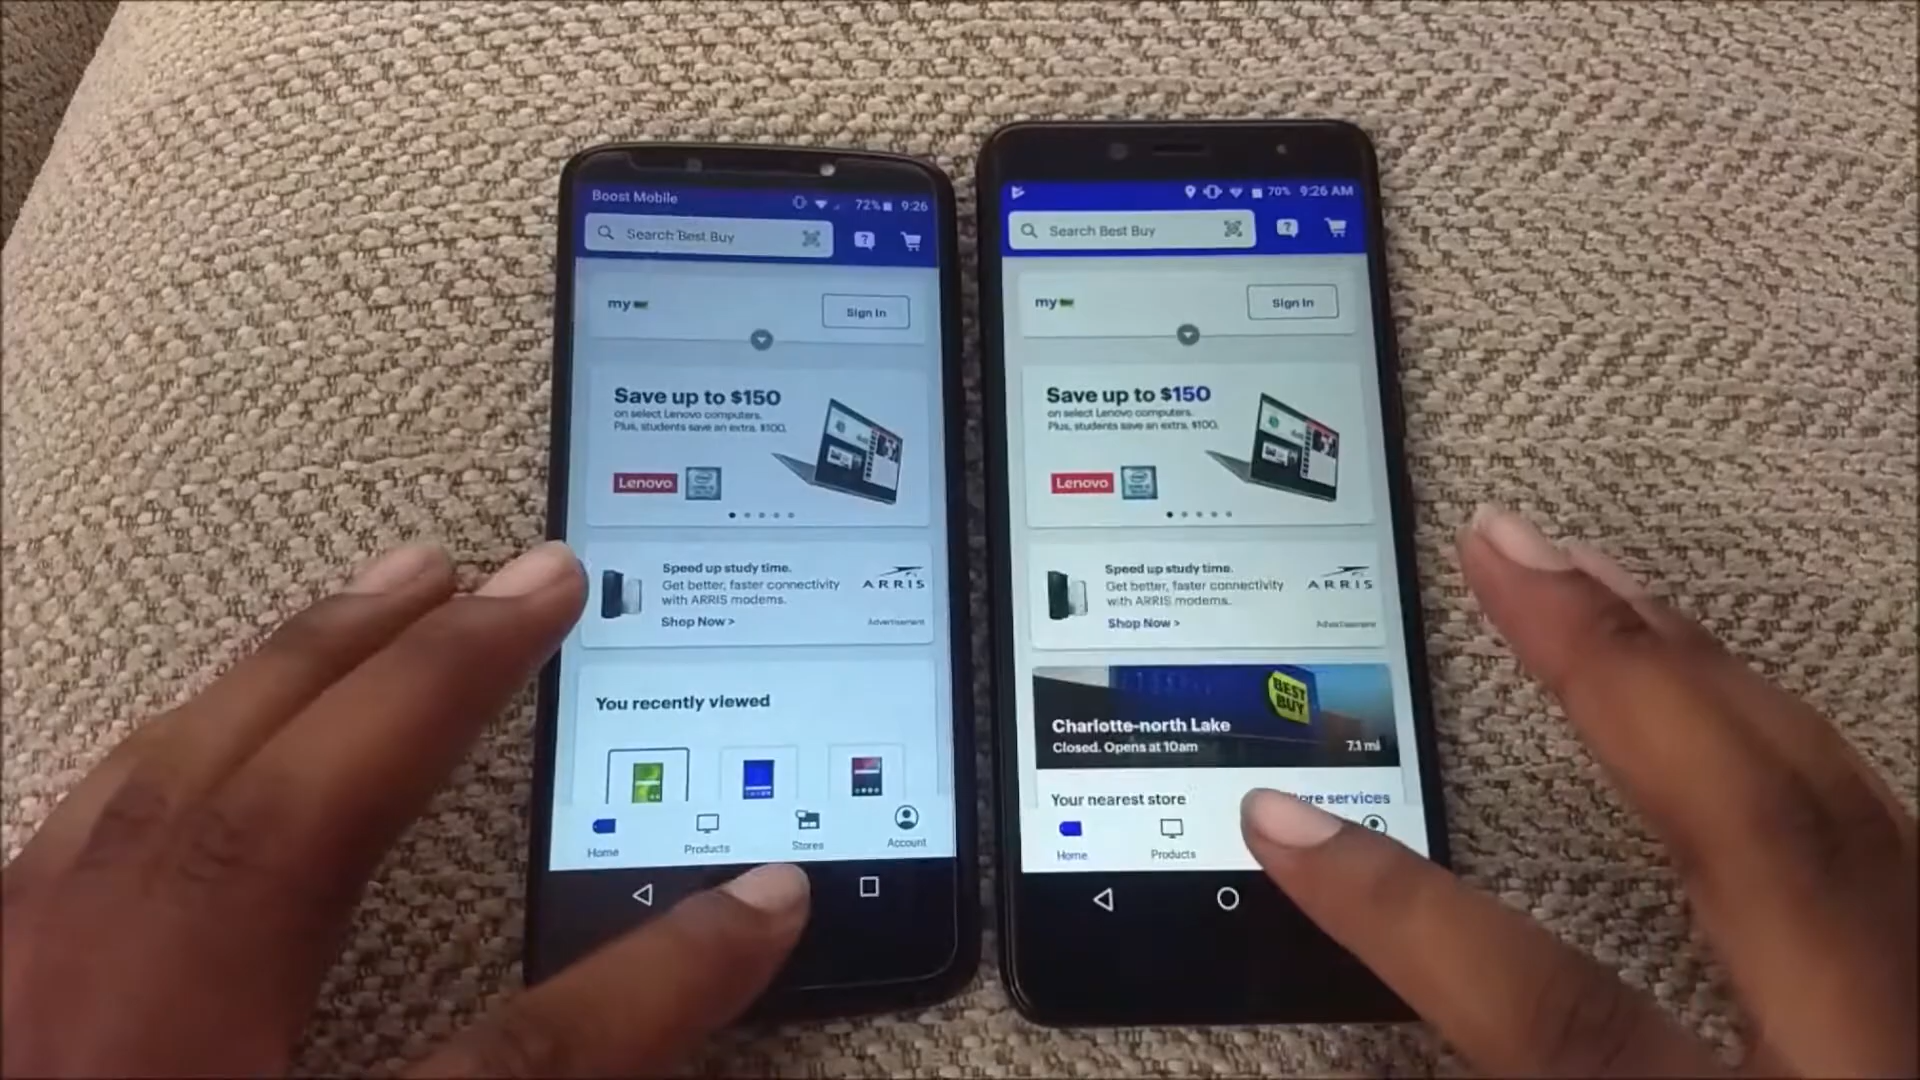 Boost Mobile
72% 9:26
Search Best Buy
my
Sign In
Save up to $150
on select Lenovo computers.
Plus, students save an extra $100.
Lenovo
Speed up study time.
Get better, faster connectivity
with ARRIS modems.
Shop Now >
ARRIS
Advertisement
You recently viewed
Home
Products
Stores
Account
70% 9:26 AM
Search Best Buy
my
Sign In
Save up to $150
on select Lenovo computers.
Plus, students save an extra $100.
Lenovo
Speed up study time.
Get better, faster connectivity
with ARRIS modems.
Shop Now >
ARRIS
Advertisement
BEST
BUY
Charlotte-north Lake
Closed. Opens at 10am
7.1 mi
Your nearest store
ore services
Home
Products